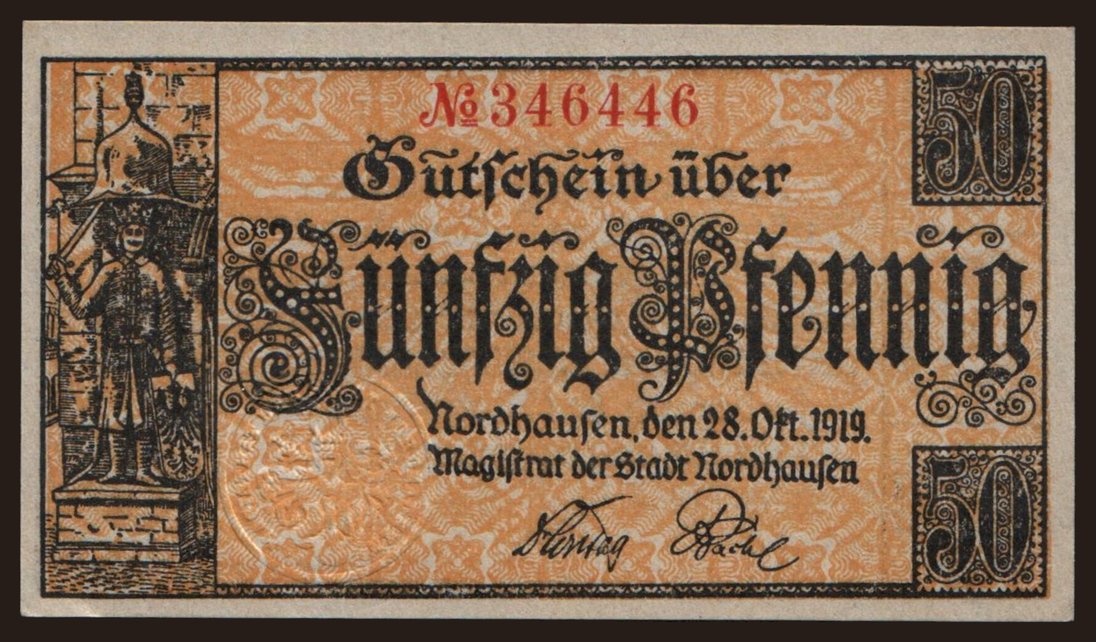 № 346446
50
Gutschein über
Fünfzig Pfennig
Nordhausen, den 28. Okt. 1919.
Magistrat der Stadt Nordhausen
50